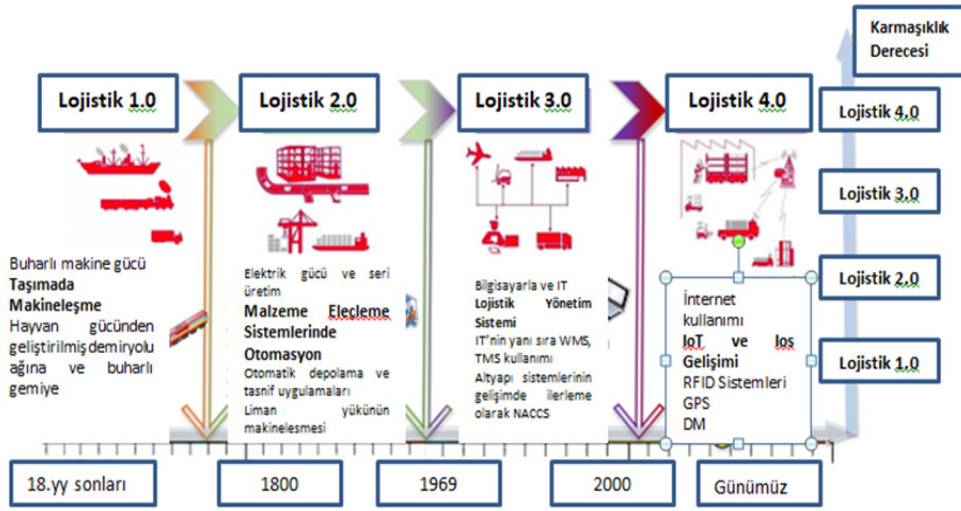 Karmaşıklık
Derecesi
Lojistik 1.0
Lojistik 2.0
Lojistik 3.0
Lojistik 4.0
Lojistik 4.0
Lojistik 3.0
Lojistik 2.0
Lojistik 1.0
Buharlı makine gücü
Taşımada
Makineleşme
Hayvan gücünden
geliştirilmiş demiryolu
ağına ve buharlı
gemiye
Elektrik gücü ve seri
üretim
Malzeme Eleçleme
Sistemlerinde
Otomasyon
Otomatik depolama ve
tasnif uygulamaları
Liman yükünün
makinelesmesi
Bilgisayarla ve IT
Lojistik Yönetim
Sistemi
IT'nin yanı sıra WMS,
TMS kullanımı
Altyapı sistemlerinin
gelişimde ilerleme
olarak NACCS
İnternet
kullanımı
IoT ve Ios
Gelişimi
RFID Sistemleri
GPS
DM
18.yy sonları
1800
1969
2000
Günümüz